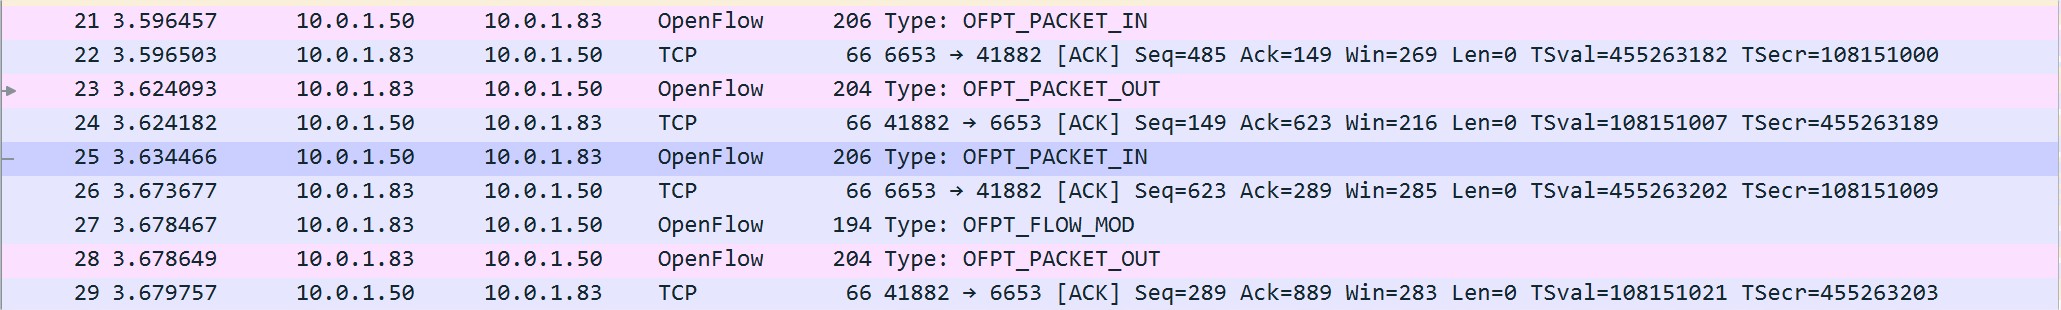 21 3.596457 10.0.1.50 10.0.1.83 OpenFlow 206 Type: OFPT_PACKET_IN
22 3.596503 10.0.1.83 10.0.1.50 TCP 66 6653 → 41882 [ACK] Seq=485 Ack=149 Win=269 Len=0 TSval=455263182 TSecr=108151000
23 3.624093 10.0.1.83 10.0.1.50 OpenFlow 204 Type: OFPT_PACKET_OUT
24 3.624182 10.0.1.50 10.0.1.83 TCP 66 41882 → 6653 [ACK] Seq=149 Ack=623 Win=216 Len=0 TSval=108151007 TSecr=455263189
25 3.634466 10.0.1.50 10.0.1.83 OpenFlow 206 Type: OFPT_PACKET_IN
26 3.673677 10.0.1.83 10.0.1.50 TCP 66 6653 → 41882 [ACK] Seq=623 Ack=289 Win=285 Len=0 TSval=455263202 TSecr=108151009
27 3.678467 10.0.1.83 10.0.1.50 OpenFlow 194 Type: OFPT_FLOW_MOD
28 3.678649 10.0.1.83 10.0.1.50 OpenFlow 204 Type: OFPT_PACKET_OUT
29 3.679757 10.0.1.50 10.0.1.83 TCP 66 41882 → 6653 [ACK] Seq=289 Ack=889 Win=283 Len=0 TSval=108151021 TSecr=455263203